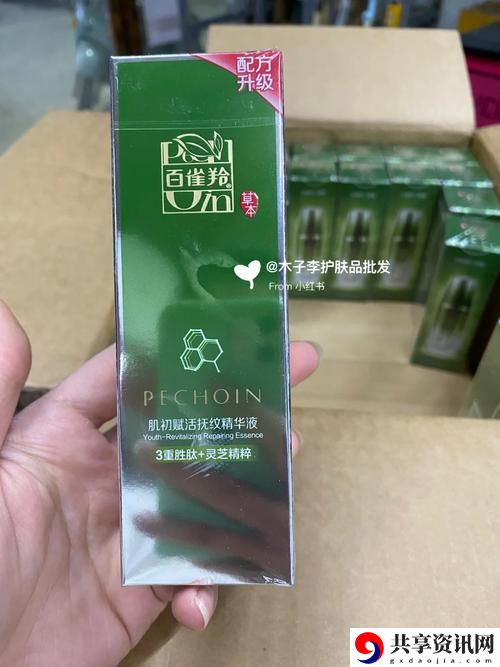 配方
升级
Pech
百雀羚®
Oin
草本
@木子李护肤品批发
From 小红书
PECHOIN
肌初赋活抚纹精华液
Youth-Revitalizing Repairing Essence
3重胜肽+灵芝精粹
共享资讯网
gxdaojia.com